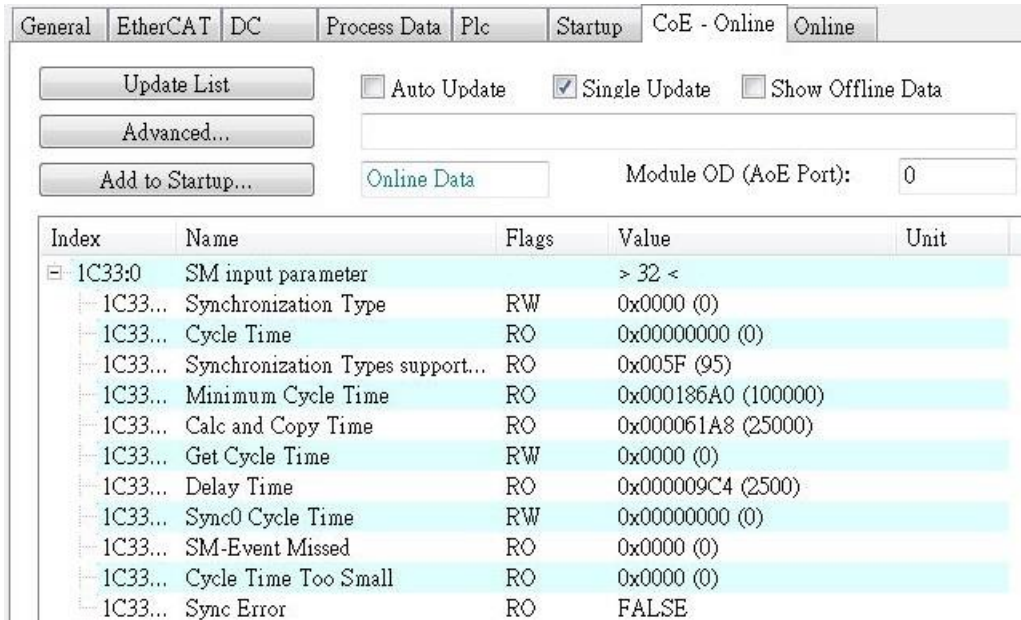 General EtherCAT DC Process Data Plc Startup CoE - Online Online
Update List Auto Update Single Update Show Offline Data
Advanced...
Add to Startup... Online Data Module OD (AoE Port): 0
Index Name Flags Value Unit
1C33:0 SM input parameter > 32 <
1C33... Synchronization Type RW 0x0000 (0)
1C33... Cycle Time RO 0x00000000 (0)
1C33... Synchronization Types support... RO 0x005F (95)
1C33... Minimum Cycle Time RO 0x000186A0 (100000)
1C33... Calc and Copy Time RO 0x000061A8 (25000)
1C33... Get Cycle Time RW 0x0000 (0)
1C33... Delay Time RO 0x000009C4 (2500)
1C33... Sync0 Cycle Time RW 0x00000000 (0)
1C33... SM-Event Missed RO 0x0000 (0)
1C33... Cycle Time Too Small RO 0x0000 (0)
1C33... Sync Error RO FALSE